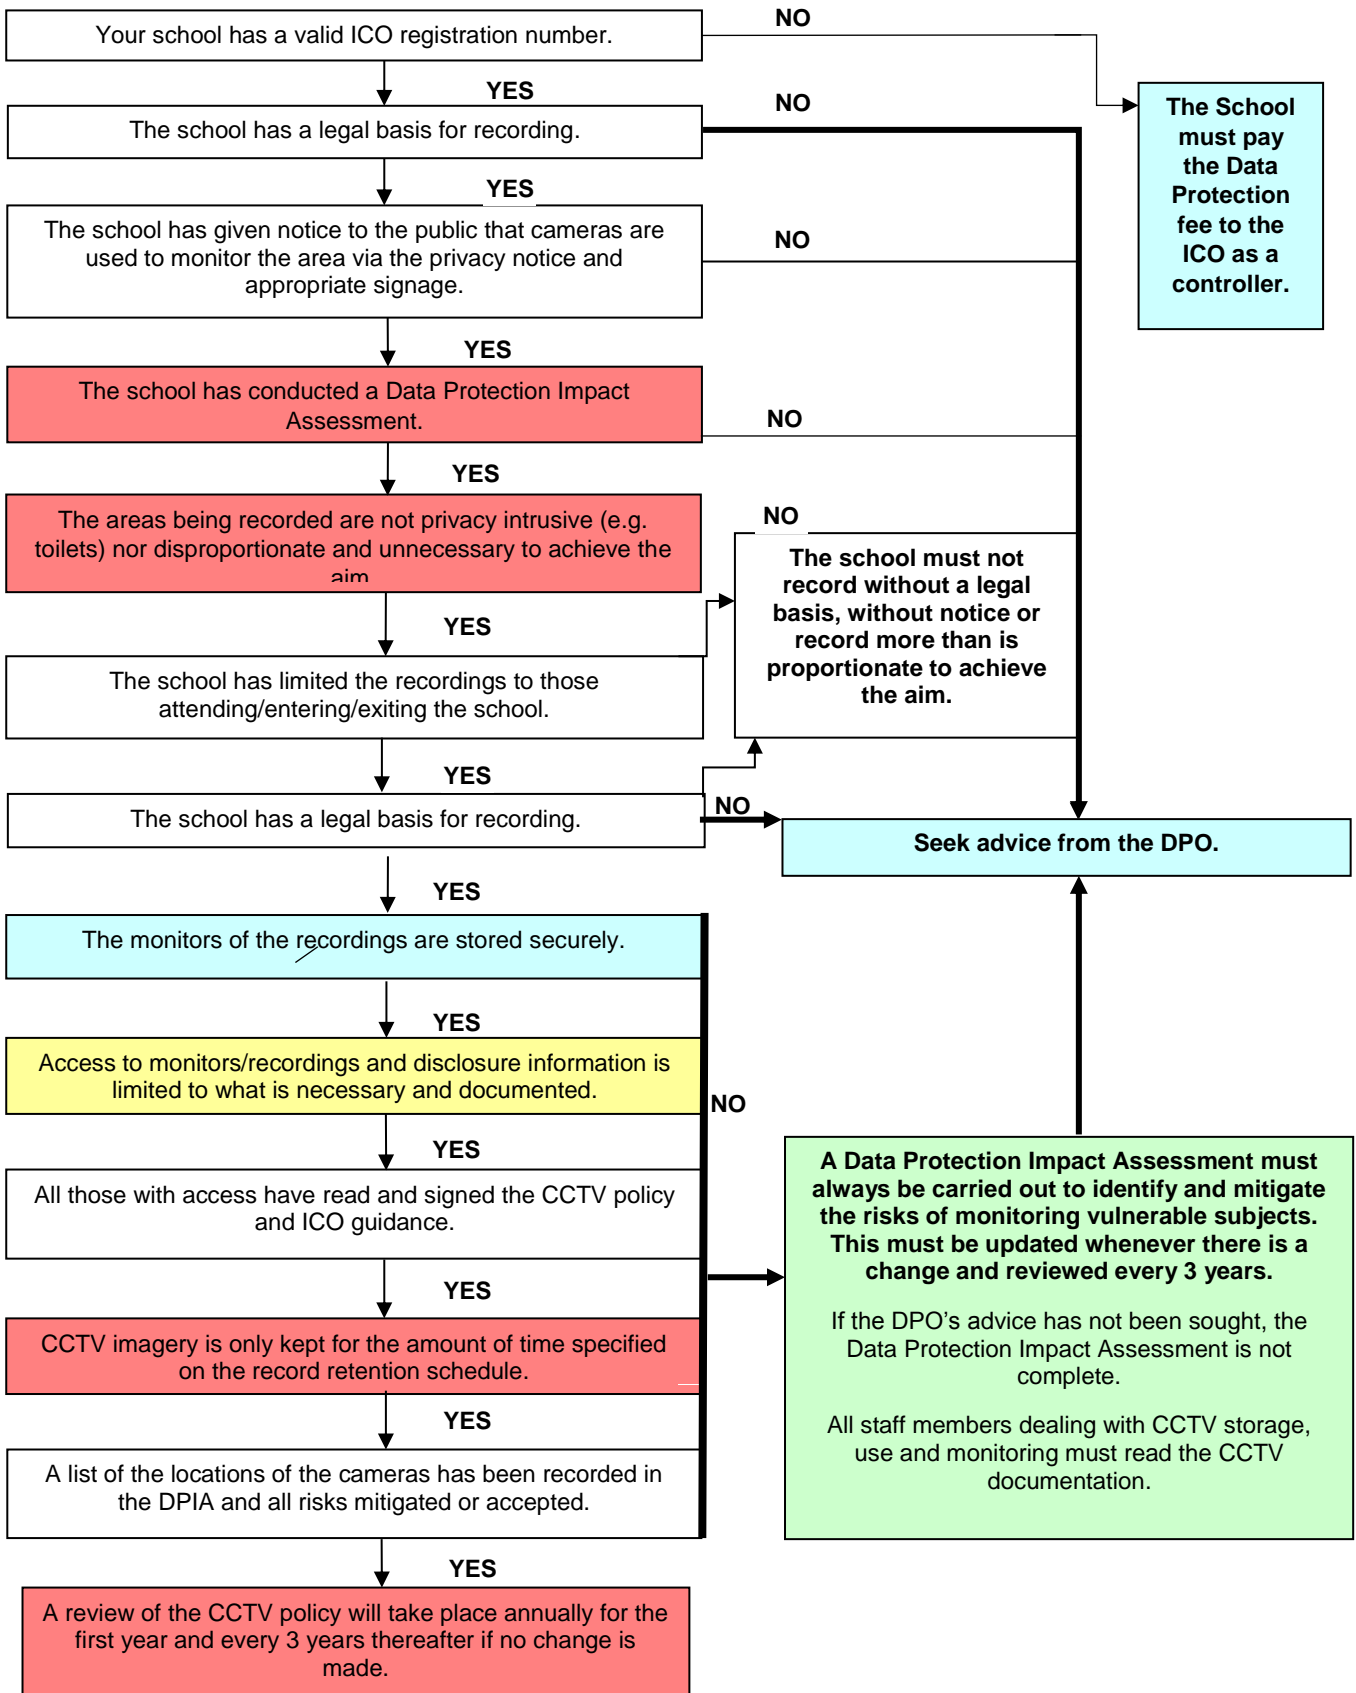 NO
Your school has a valid ICO registration number.
YES
NO
The School
must pay
the Data
Protection
fee to the
ICO as a
controller.
The school has a legal basis for recording.
YES
The school has given notice to the public that cameras are
used to monitor the area via the privacy notice and
appropriate signage.
NO
YES
The school has conducted a Data Protection Impact
Assessment.
NO
YES
The areas being recorded are not privacy intrusive (e.g.
toilets) nor disproportionate and unnecessary to achieve the
aim
NO
The school must not
record without a legal
basis, without notice or
record more than is
proportionate to achieve
the aim.
YES
The school has limited the recordings to those
attending/entering/exiting the school.
YES
The school has a legal basis for recording.
NO
Seek advice from the DPO.
YES
The monitors of the recordings are stored securely.
YES
Access to monitors/recordings and disclosure information is
limited to what is necessary and documented.
NO
YES
All those with access have read and signed the CCTV policy
and ICO guidance.
YES
CCTV imagery is only kept for the amount of time specified
on the record retention schedule.
YES
A list of the locations of the cameras has been recorded in
the DPIA and all risks mitigated or accepted.
YES
A Data Protection Impact Assessment must
always be carried out to identify and mitigate
the risks of monitoring vulnerable subjects.
This must be updated whenever there is a
change and reviewed every 3 years.
If the DPO’s advice has not been sought, the
Data Protection Impact Assessment is not
complete.
All staff members dealing with CCTV storage,
use and monitoring must read the CCTV
documentation.
A review of the CCTV policy will take place annually for the
first year and every 3 years thereafter if no change is
made.